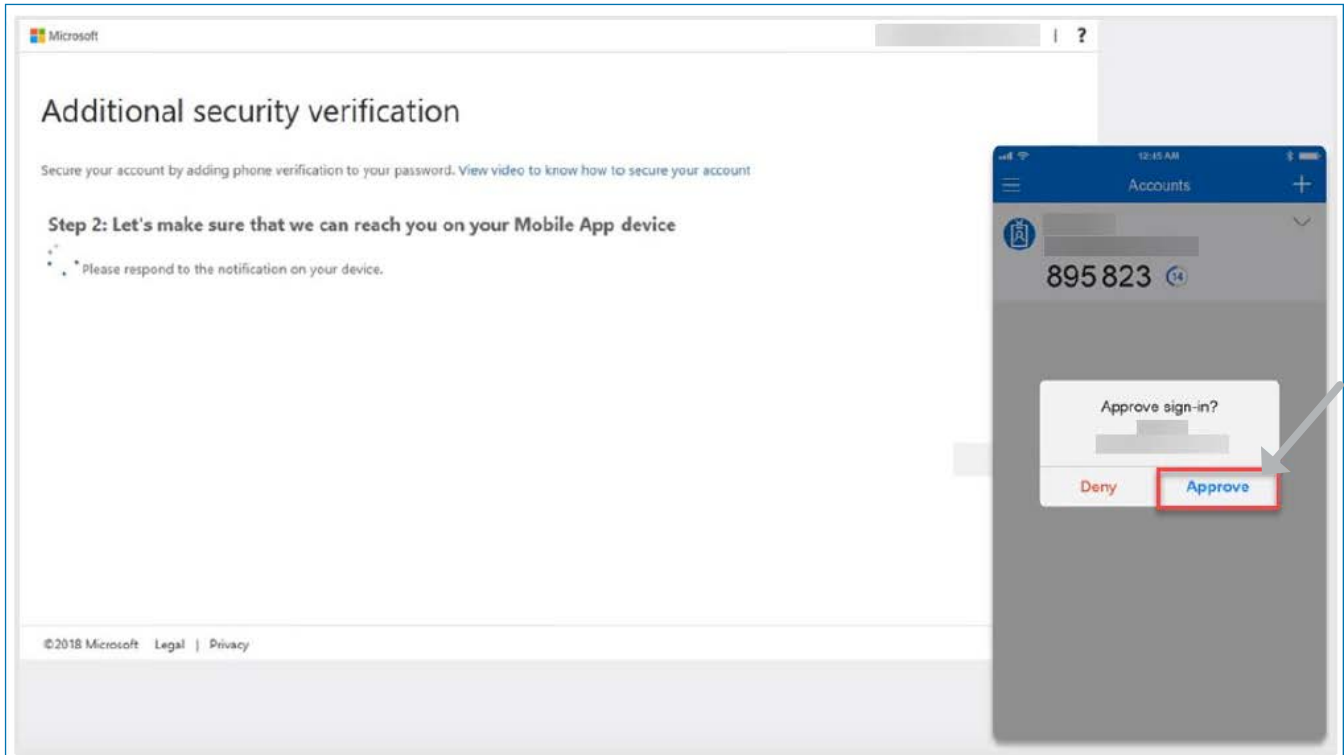 Microsoft
| ?
Additional security verification
Secure your account by adding phone verification to your password. View video to know how to secure your account
Step 2: Let's make sure that we can reach you on your Mobile App device
Please respond to the notification on your device.
©2018 Microsoft Legal | Privacy
12:45 AM
Accounts
895 823 14
Approve sign-in?
Deny Approve